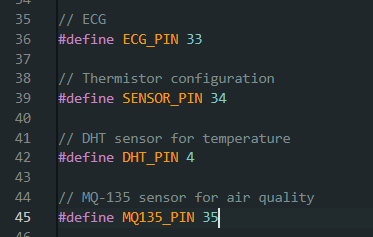 35 // ECG
36 #define ECG_PIN 33
37
38 // Thermistor configuration
39 #define SENSOR_PIN 34
40
41 // DHT sensor for temperature
42 #define DHT_PIN 4
43
44 // MQ-135 sensor for air quality
45 #define MQ135_PIN 35